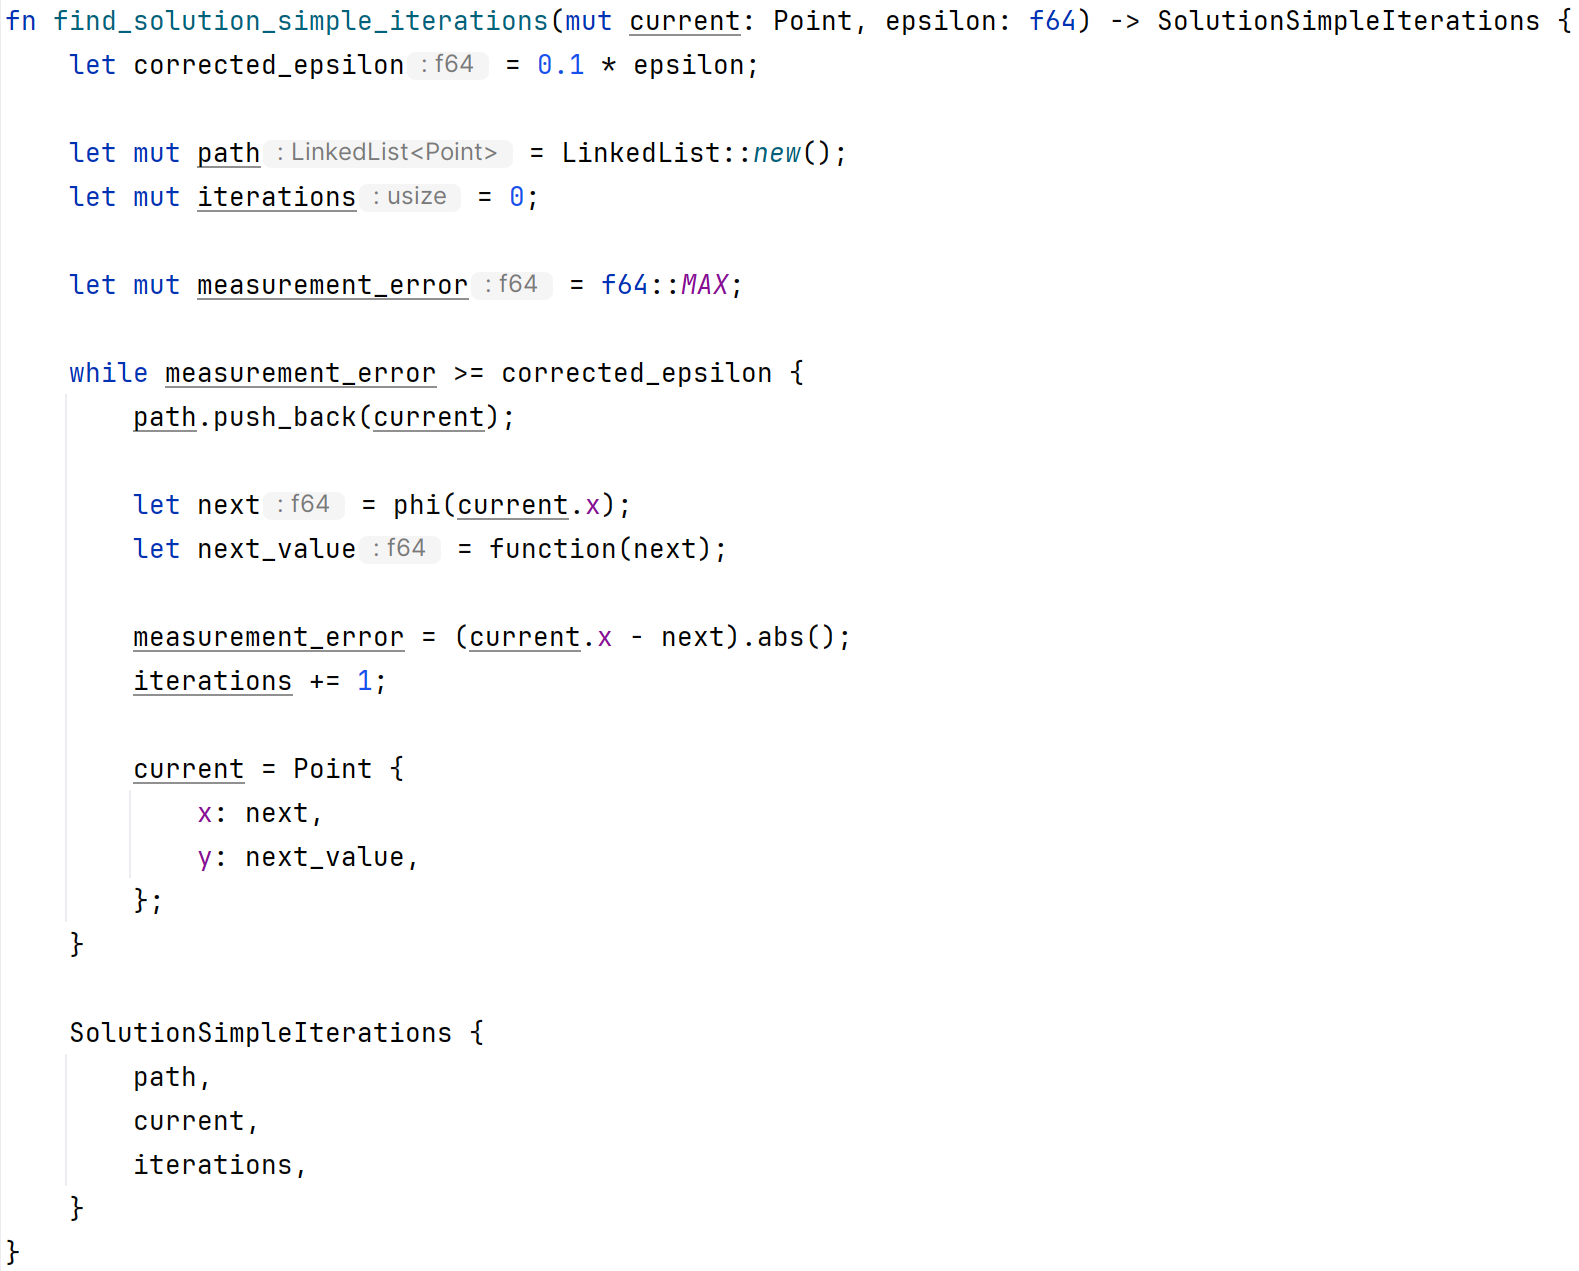 fn find_solution_simple_iterations(mut current: Point, epsilon: f64) -> SolutionSimpleIterations {
    let corrected_epsilon : f64 = 0.1 * epsilon;

    let mut path : LinkedList<Point> = LinkedList::new();
    let mut iterations : usize = 0;

    let mut measurement_error : f64 = f64::MAX;

    while measurement_error >= corrected_epsilon {
        path.push_back(current);

        let next : f64 = phi(current.x);
        let next_value : f64 = function(next);

        measurement_error = (current.x - next).abs();
        iterations += 1;

        current = Point {
            x: next,
            y: next_value,
        };
    }

    SolutionSimpleIterations {
        path,
        current,
        iterations,
    }
}